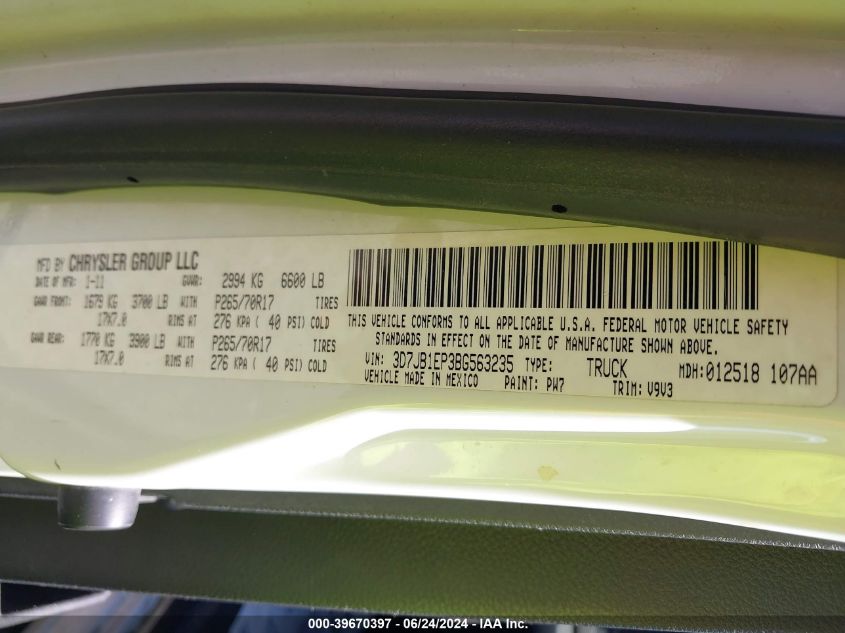 MFD BY CHRYSLER GROUP LLC
DATE OF MFR: 1-11 GVWR: 2994 KG 6600 LB
GAWR FRONT: 1679 KG 3700 LB WITH P265/70R17 TIRES
17X7.0 RIMS AT 276 KPA ( 40 PSI) COLD
GAWR REAR: 1770 KG 3900 LB WITH P265/70R17 TIRES
17X7.0 RIMS AT 276 KPA ( 40 PSI) COLD
THIS VEHICLE CONFORMS TO ALL APPLICABLE U.S.A. FEDERAL MOTOR VEHICLE SAFETY
STANDARDS IN EFFECT ON THE DATE OF MANUFACTURE SHOWN ABOVE.
VIN: 3D7JB1EP3BG563235 TYPE: TRUCK MDH:012518 107AA
VEHICLE MADE IN MEXICO PAINT: PW7 TRIM: V9V3
000-39670397 - 06/24/2024 - IAA Inc.